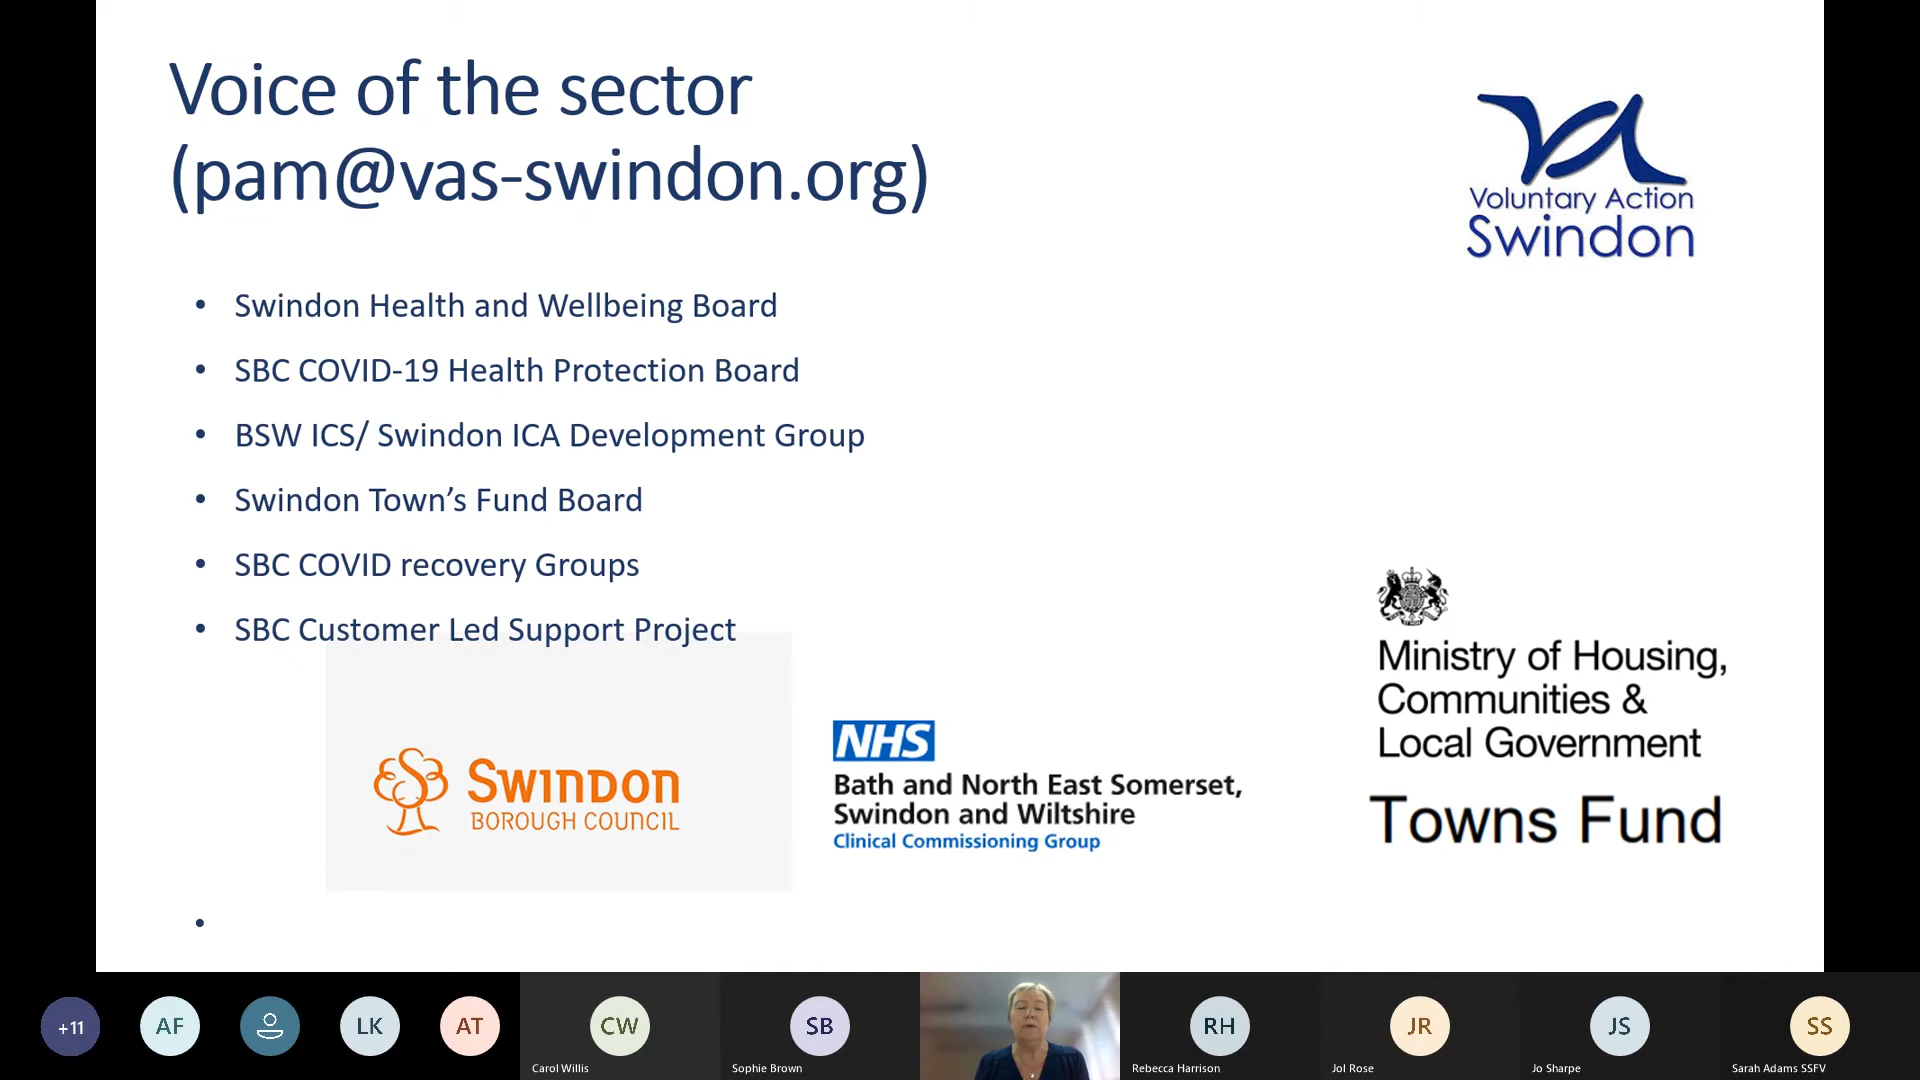 Voice of the sector
(pam@vas-swindon.org)
Voluntary Action
Swindon
• Swindon Health and Wellbeing Board
• SBC COVID-19 Health Protection Board
• BSW ICS/ Swindon ICA Development Group
• Swindon Town’s Fund Board
• SBC COVID recovery Groups
• SBC Customer Led Support Project
Swindon
BOROUGH COUNCIL
NHS
Bath and North East Somerset,
Swindon and Wiltshire
Clinical Commissioning Group
Ministry of Housing,
Communities &
Local Government
Towns Fund
•
+11
AF
LK
AT
CW
Carol Willis
SB
Sophie Brown
RH
Rebecca Harrison
JR
Jol Rose
JS
Jo Sharpe
SS
Sarah Adams SSFV